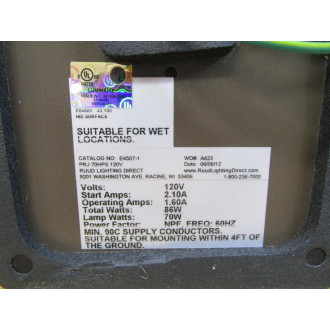 LUMINAIRE
HID SURFACE
SUITABLE FOR WET
LOCATIONS.
CATALOG NO: E4507-1
WO# A623
PRJ 70HPS 120V
Date: 06/06/12
RUUD LIGHTING DIRECT
www.RuudLightingDirect.com
9201 WASHINGTON AVE. RACINE, WI 53406
1-800-236-7000
Volts: 120V
Start Amps: 2.10A
Operating Amps: 1.60A
Total Watts: 86W
Lamp Watts: 70W
Power Factor: NPF FREQ: 60HZ
MIN. 90C SUPPLY CONDUCTORS.
SUITABLE FOR MOUNTING WITHIN 4FT OF
THE GROUND.